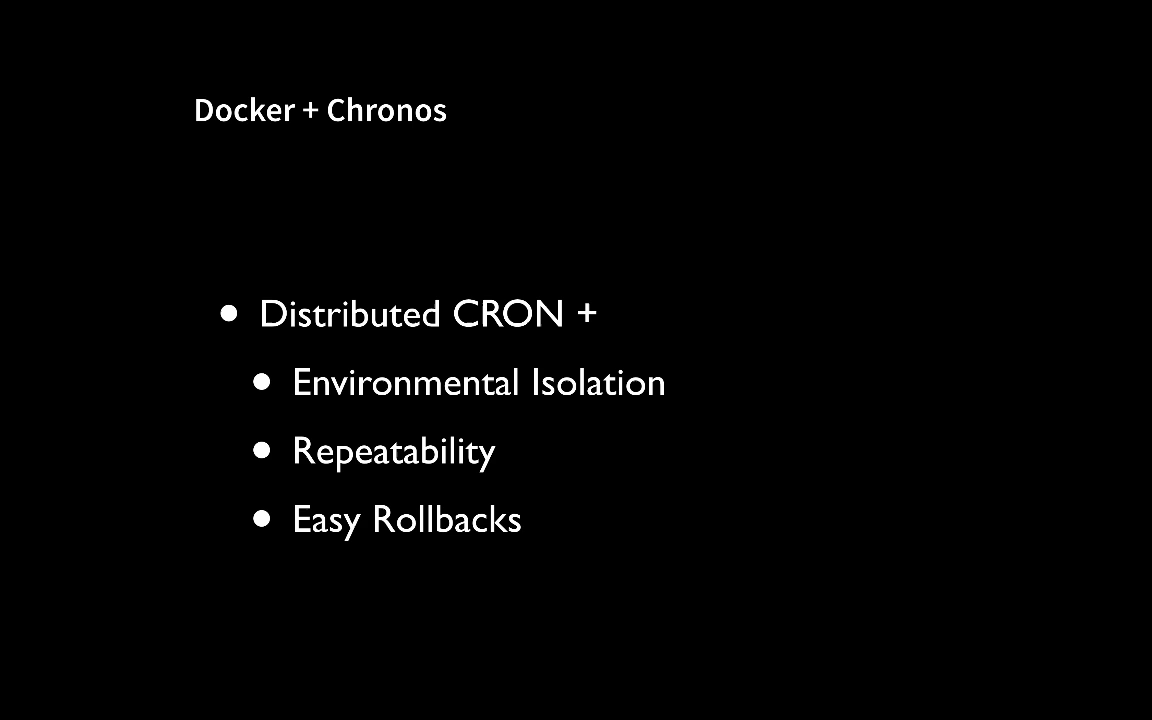 Docker + Chronos
• Distributed CRON +
• Environmental Isolation
• Repeatability
• Easy Rollbacks